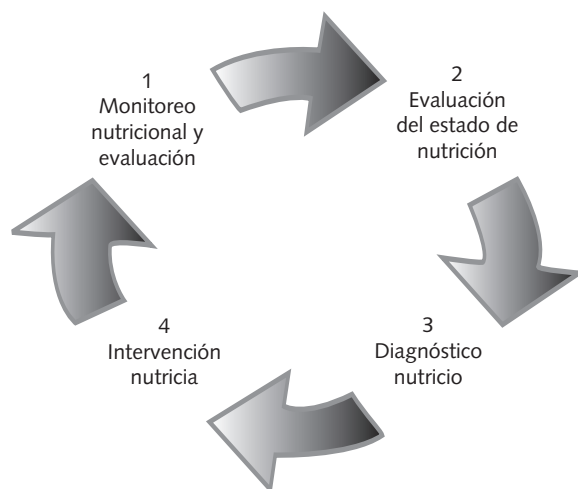 1
Monitoreo
nutricional y
evaluación
2
Evaluación
del estado de
nutrición
3
Diagnóstico
nutricio
4
Intervención
nutricia